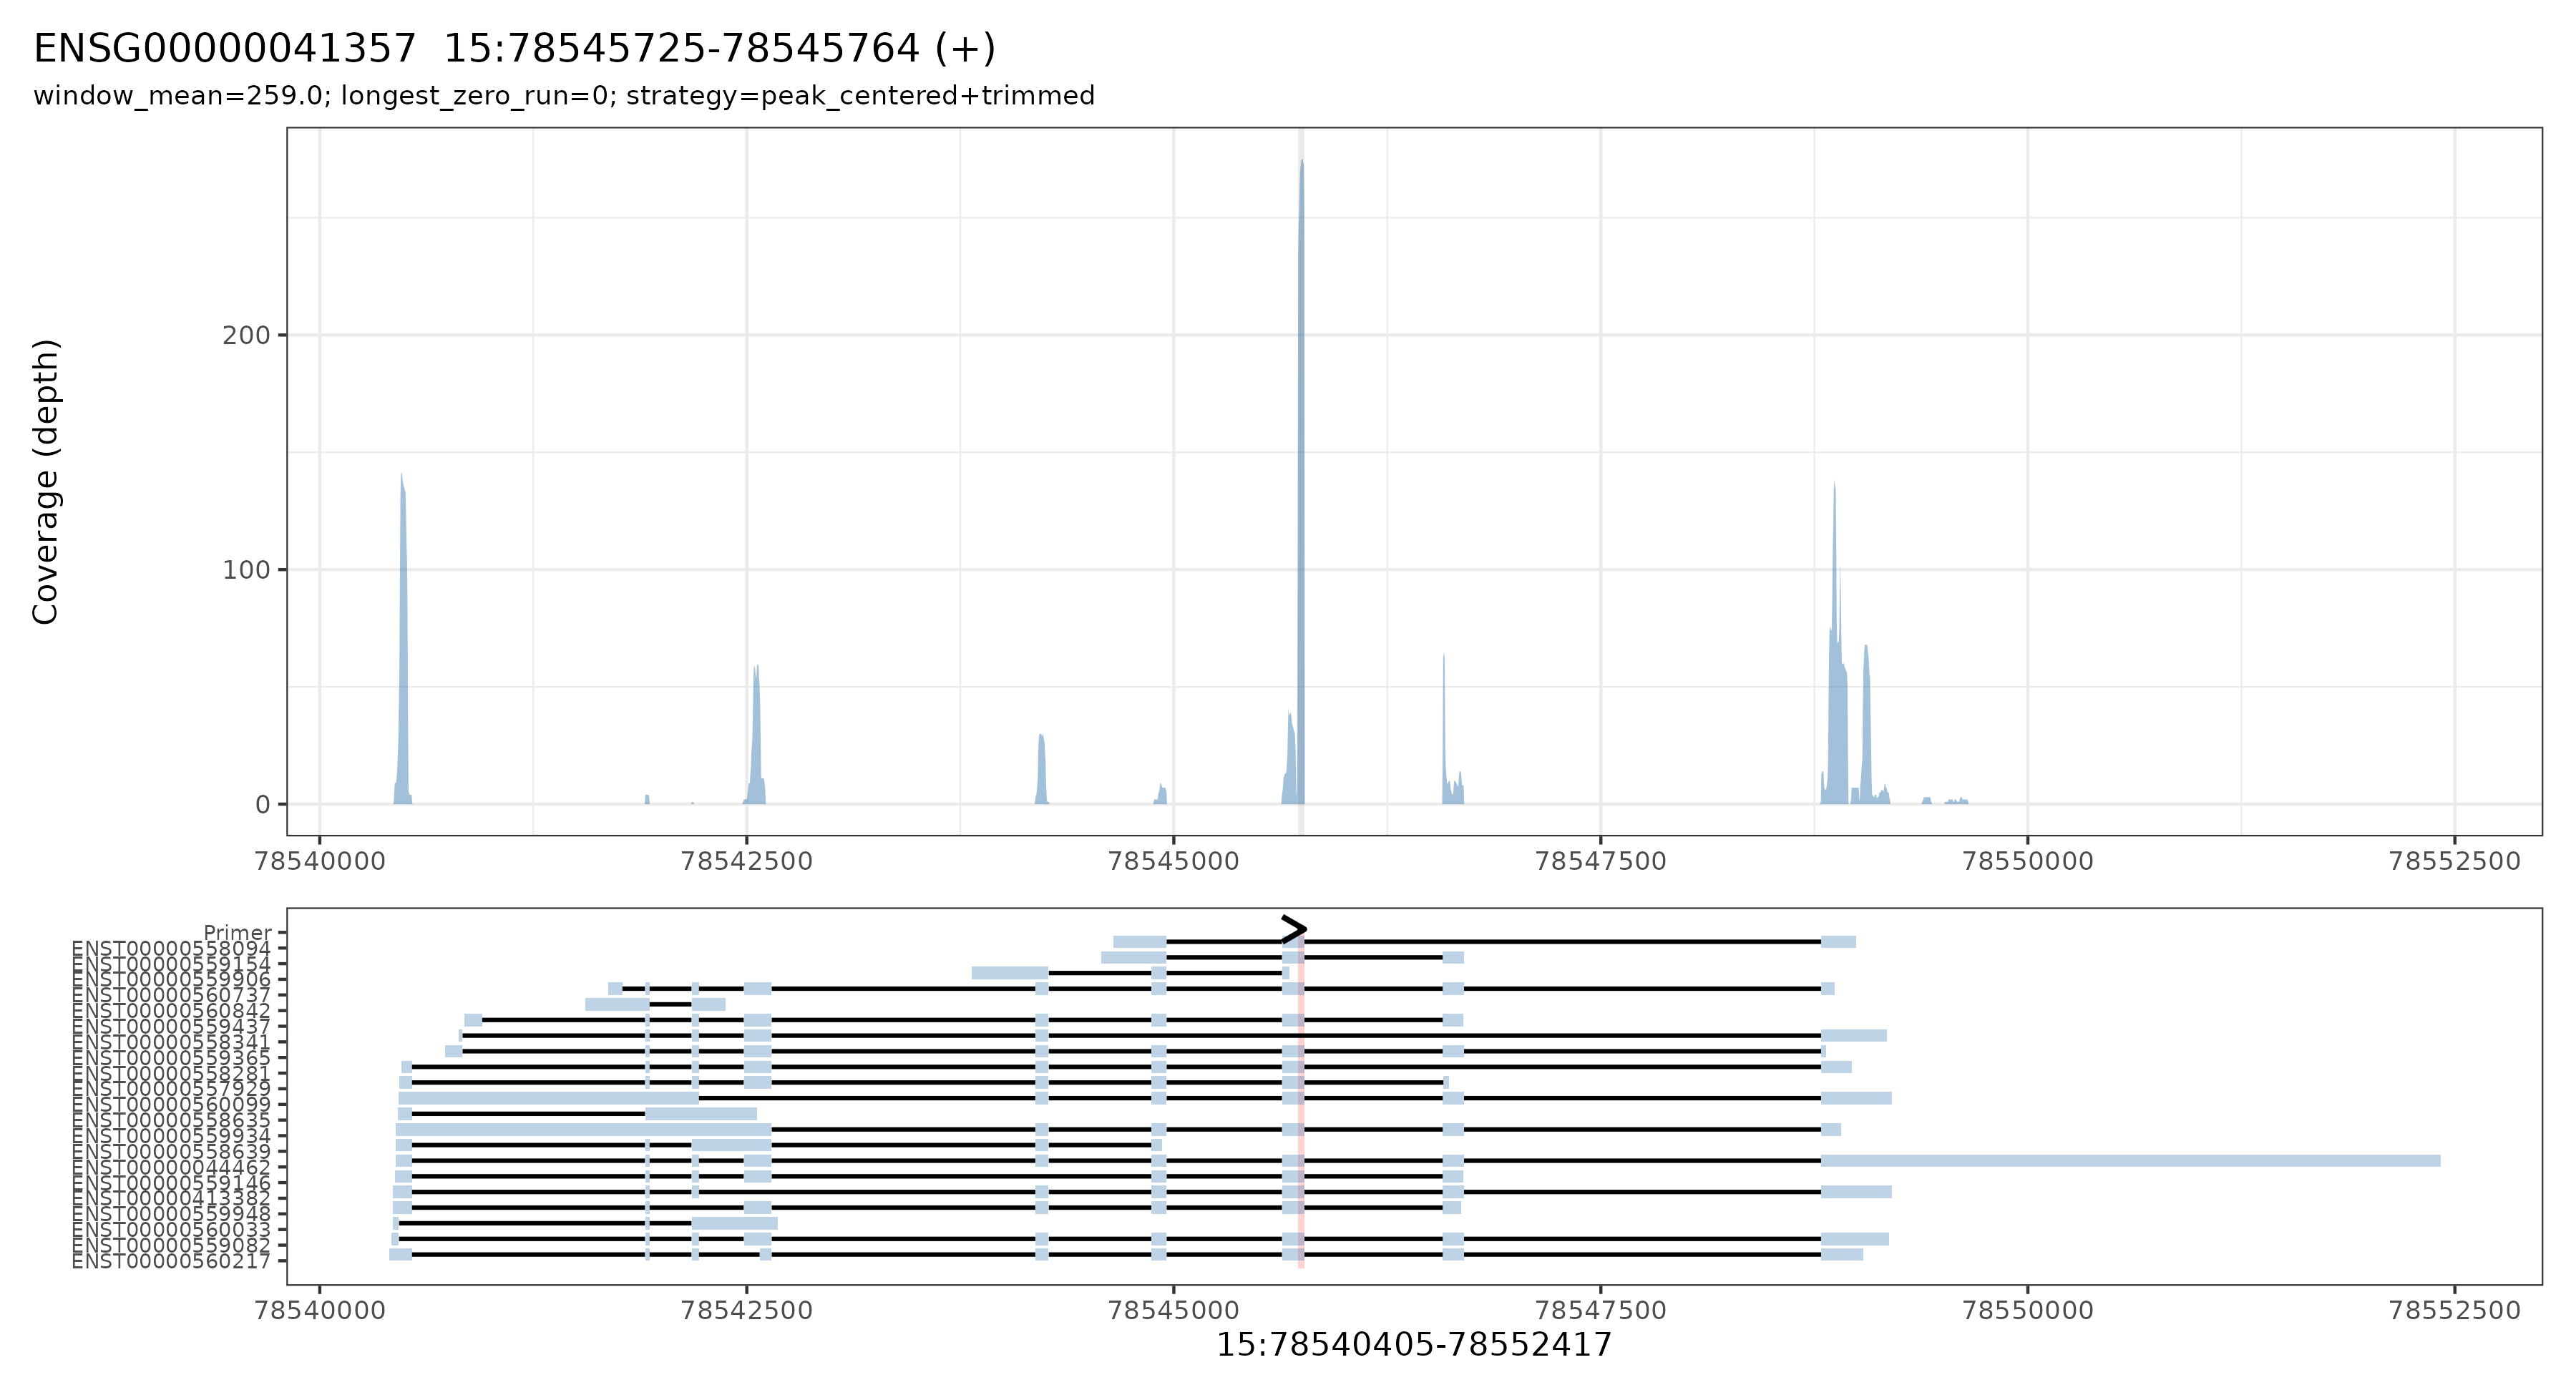 ENSG00000041357  15:78545725-78545764 (+)
window_mean=259.0; longest_zero_run=0; strategy=peak_centered+trimmed
Coverage (depth)
200
100
0
78540000 78542500 78545000 78547500 78550000 78552500
Primer
ENST00000558094
ENST00000559154
ENST00000559906
ENST00000560737
ENST00000560842
ENST00000559437
ENST00000558341
ENST00000559365
ENST00000558281
ENST00000557929
ENST00000560099
ENST00000558635
ENST00000559934
ENST00000558639
ENST00000044462
ENST00000559146
ENST00000413382
ENST00000559948
ENST00000560033
ENST00000559082
ENST00000560217
78540000 78542500 78545000 78547500 78550000 78552500
15:78540405-78552417